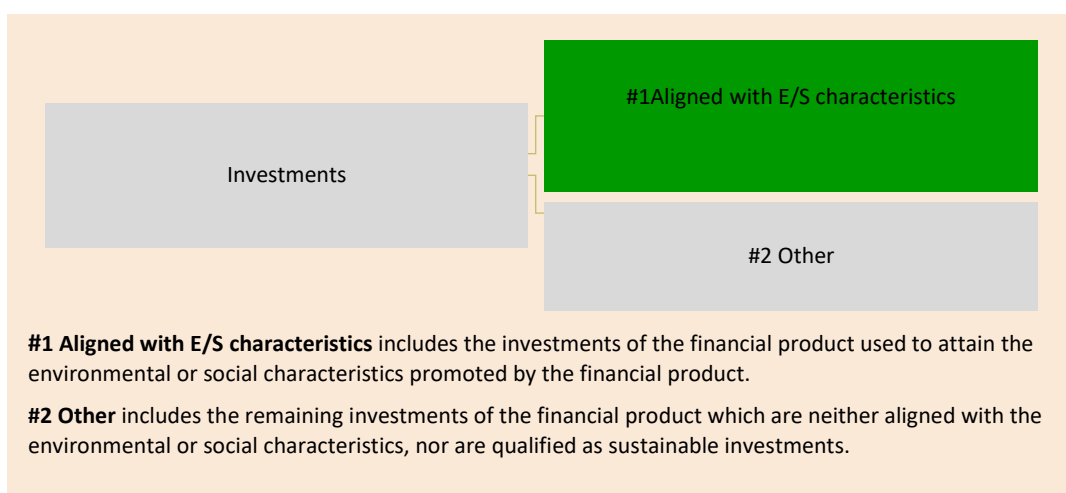 #1Aligned with E/S characteristics
Investments
#2 Other
#1 Aligned with E/S characteristics includes the investments of the financial product used to attain the
environmental or social characteristics promoted by the financial product.
#2 Other includes the remaining investments of the financial product which are neither aligned with the
environmental or social characteristics, nor are qualified as sustainable investments.